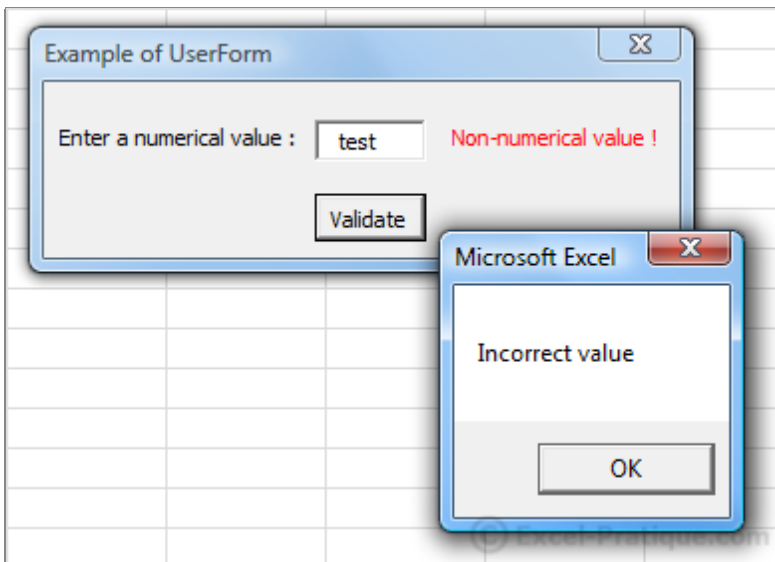 Example of UserForm
Enter a numerical value : test Non-numerical value !
Validate
Microsoft Excel
Incorrect value
OK
© Excel-Pratique.com